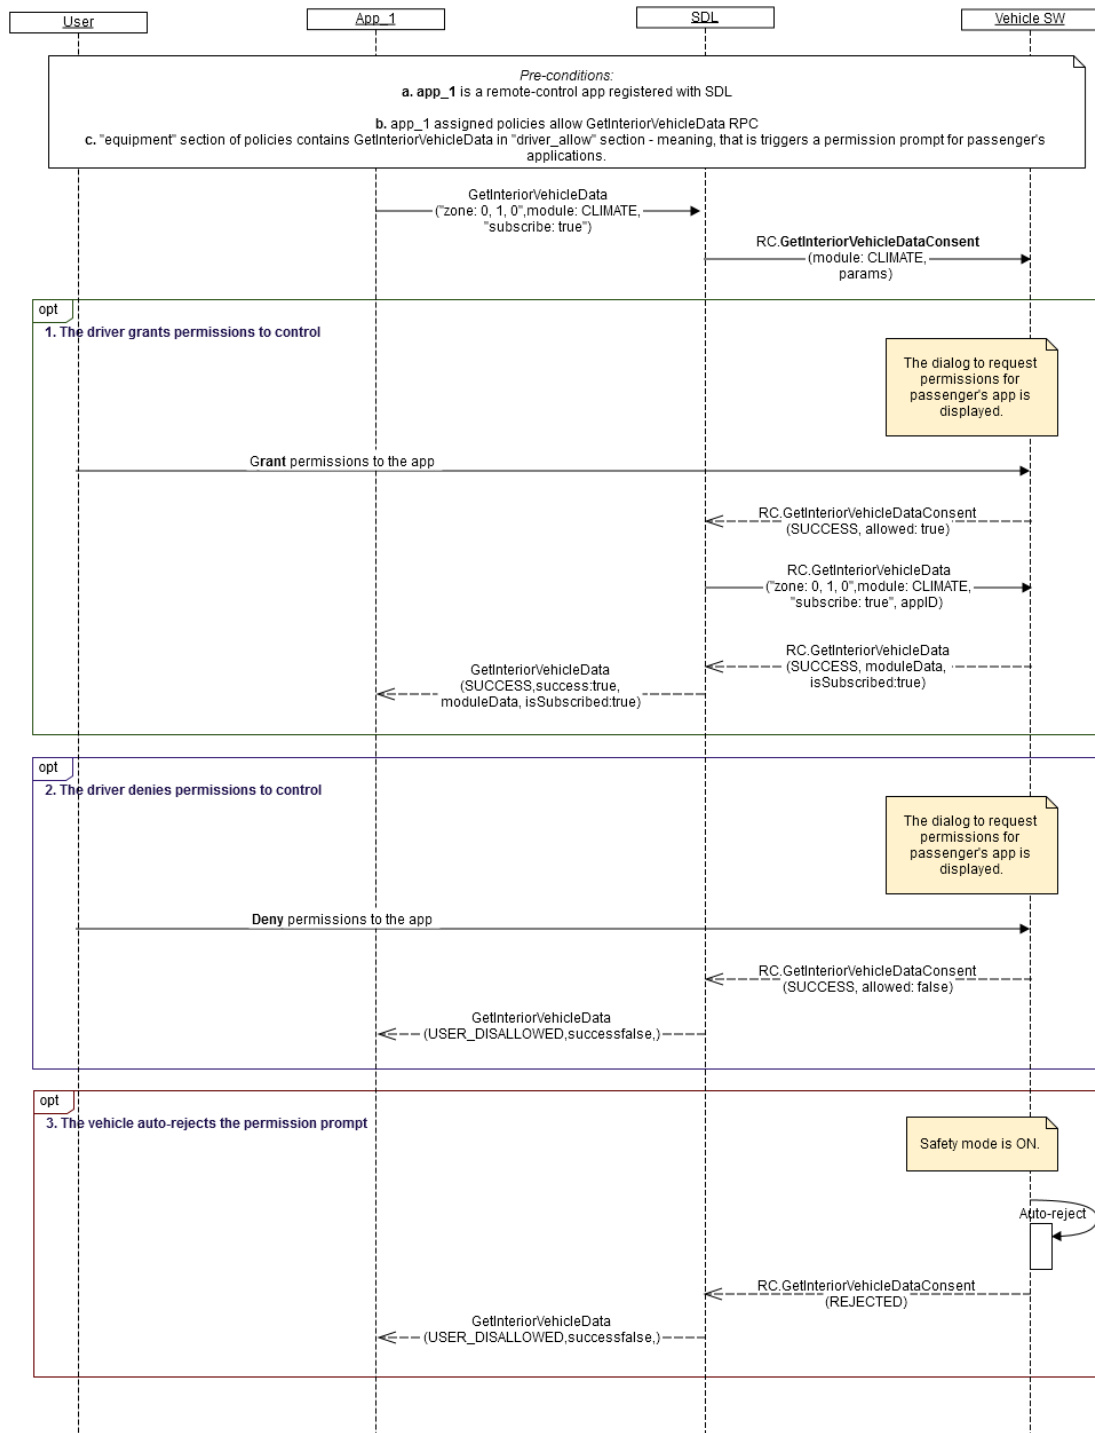 User
App_1
SDL
Vehicle SW
Pre-conditions:
a. app_1 is a remote-control app registered with SDL
b. app_1 assigned policies allow GetInteriorVehicleData RPC
c. "equipment" section of policies contains GetInteriorVehicleData in "driver_allow" section - meaning, that is triggers a permission prompt for passenger's
applications.
GetInteriorVehicleData
("zone: 0, 1, 0",module: CLIMATE,
"subscribe: true")
RC.GetInteriorVehicleDataConsent
(module: CLIMATE,
params)
opt
1. The driver grants permissions to control
The dialog to request
permissions for
passenger's app is
displayed.
Grant permissions to the app
RC.GetInteriorVehicleDataConsent
(SUCCESS, allowed: true)
RC.GetInteriorVehicleData
("zone: 0, 1, 0",module: CLIMATE,
"subscribe: true", appID)
RC.GetInteriorVehicleData
(SUCCESS, moduleData,
isSubscribed:true)
GetInteriorVehicleData
(SUCCESS,success:true,
moduleData, isSubscribed:true)
opt
2. The driver denies permissions to control
The dialog to request
permissions for
passenger's app is
displayed.
Deny permissions to the app
RC.GetInteriorVehicleDataConsent
(SUCCESS, allowed: false)
GetInteriorVehicleData
(USER_DISALLOWED,successfalse,)
opt
3. The vehicle auto-rejects the permission prompt
Safety mode is ON.
Auto-reject
RC.GetInteriorVehicleDataConsent
(REJECTED)
GetInteriorVehicleData
(USER_DISALLOWED,successfalse,)